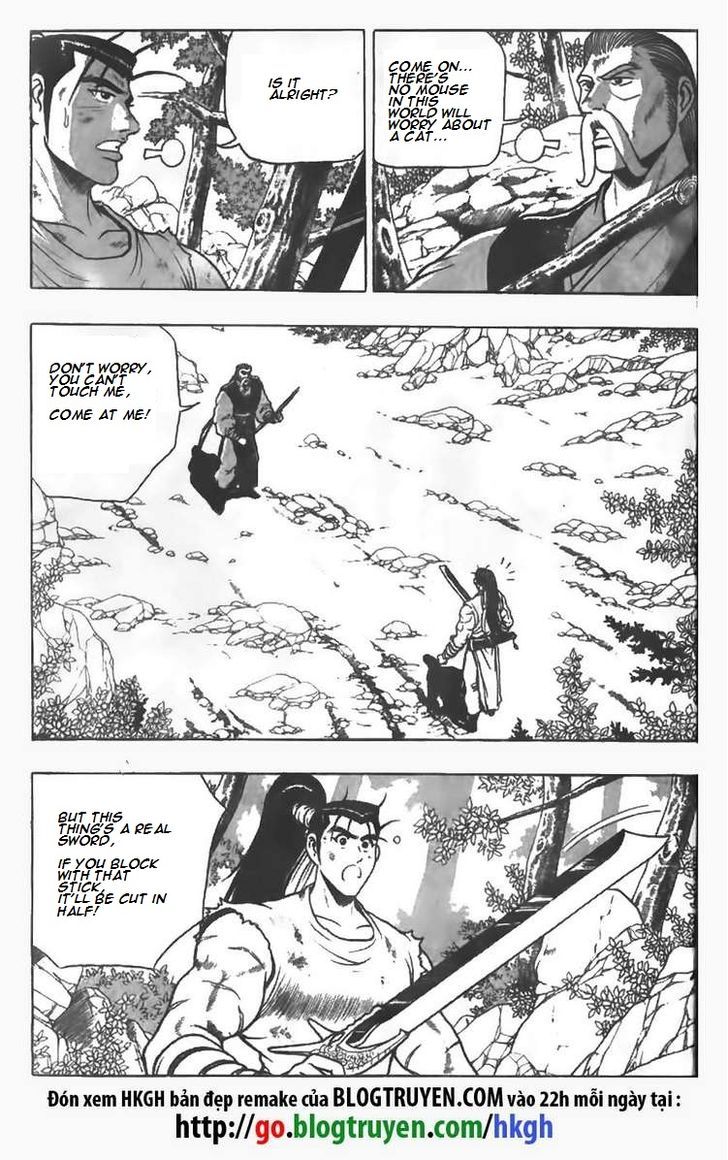 IS IT
ALRIGHT?
COME ON...
THERE'S
NO MOUSE
IN THIS
WORLD WILL
WORRY ABOUT
A CAT...
DON'T WORRY,
YOU CAN'T
TOUCH ME,
COME AT ME!
BUT THIS
THING'S A REAL
SWORD,
IF YOU BLOCK
WITH THAT
STICK,
IT'LL BE CUT IN
HALF!
Đón xem HKGH bản đẹp remake của BLOGTRUYEN.COM vào 22h mỗi ngày tại :
http://go.blogtruyen.com/hkgh